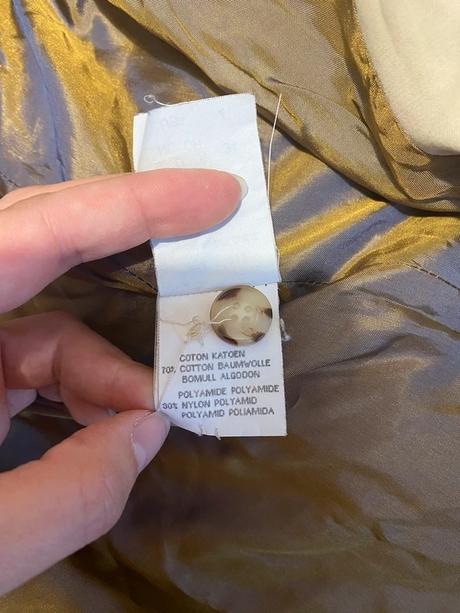 COTON KATOEN
70% COTTON BAUMWOLLE
BOMULL ALGODON
POLYAMIDE POLYAMIDE
30% NYLON POLYAMID
POLYAMID POLIAMIDA